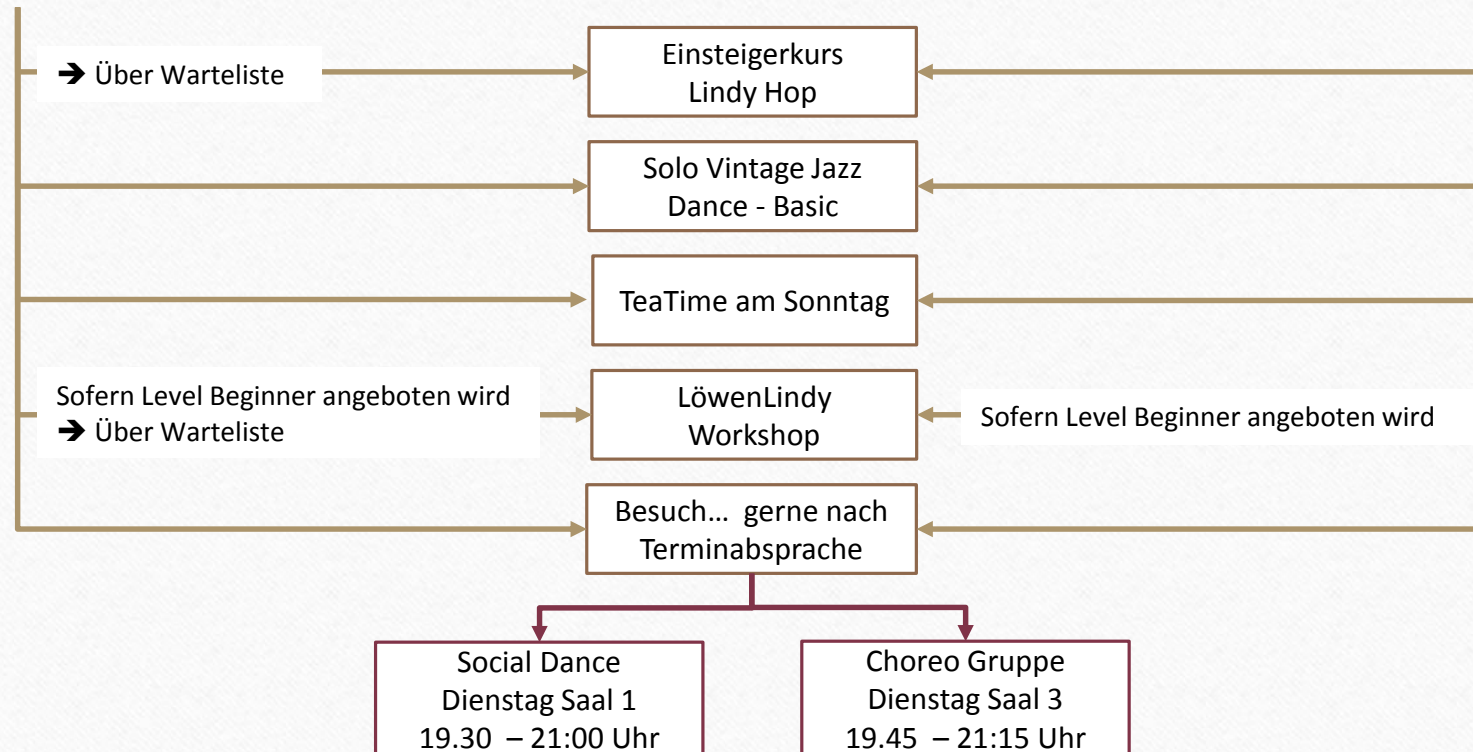 ➔ Über Warteliste
Einsteigerkurs
Lindy Hop
Solo Vintage Jazz
Dance - Basic
TeaTime am Sonntag
Sofern Level Beginner angeboten wird
➔ Über Warteliste
LöwenLindy
Workshop
Sofern Level Beginner angeboten wird
Besuch... gerne nach
Terminabsprache
Social Dance
Dienstag Saal 1
19.30 – 21:00 Uhr
Choreo Gruppe
Dienstag Saal 3
19.45 – 21:15 Uhr